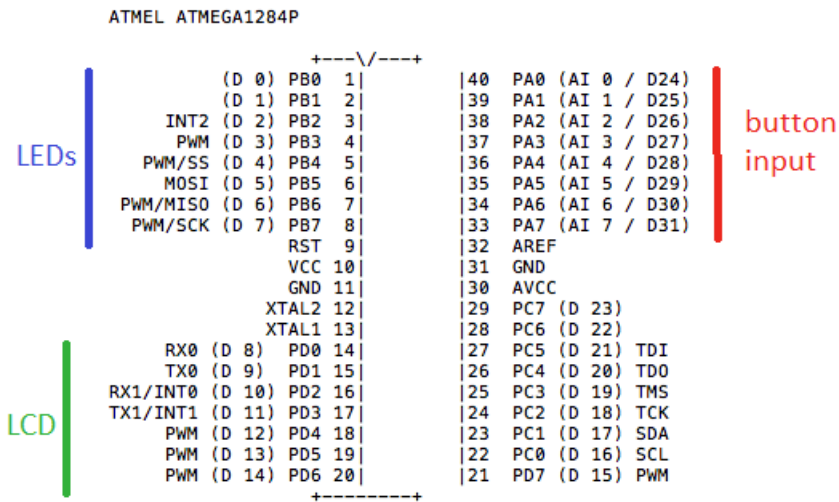 ATMEL ATMEGA1284P
+---\/---+
(D 0) PB0 1| |40 PA0 (AI 0 / D24)
(D 1) PB1 2| |39 PA1 (AI 1 / D25)
INT2 (D 2) PB2 3| |38 PA2 (AI 2 / D26)
PWM (D 3) PB3 4| |37 PA3 (AI 3 / D27)
PWM/SS (D 4) PB4 5| |36 PA4 (AI 4 / D28)
MOSI (D 5) PB5 6| |35 PA5 (AI 5 / D29)
PWM/MISO (D 6) PB6 7| |34 PA6 (AI 6 / D30)
PWM/SCK (D 7) PB7 8| |33 PA7 (AI 7 / D31)
RST 9| |32 AREF
VCC 10| |31 GND
GND 11| |30 AVCC
XTAL2 12| |29 PC7 (D 23)
XTAL1 13| |28 PC6 (D 22)
RX0 (D 8) PD0 14| |27 PC5 (D 21) TDI
TX0 (D 9) PD1 15| |26 PC4 (D 20) TDO
RX1/INT0 (D 10) PD2 16| |25 PC3 (D 19) TMS
TX1/INT1 (D 11) PD3 17| |24 PC2 (D 18) TCK
PWM (D 12) PD4 18| |23 PC1 (D 17) SDA
PWM (D 13) PD5 19| |22 PC0 (D 16) SCL
PWM (D 14) PD6 20| |21 PD7 (D 15) PWM
+--------+
LEDs
LCD
button
input